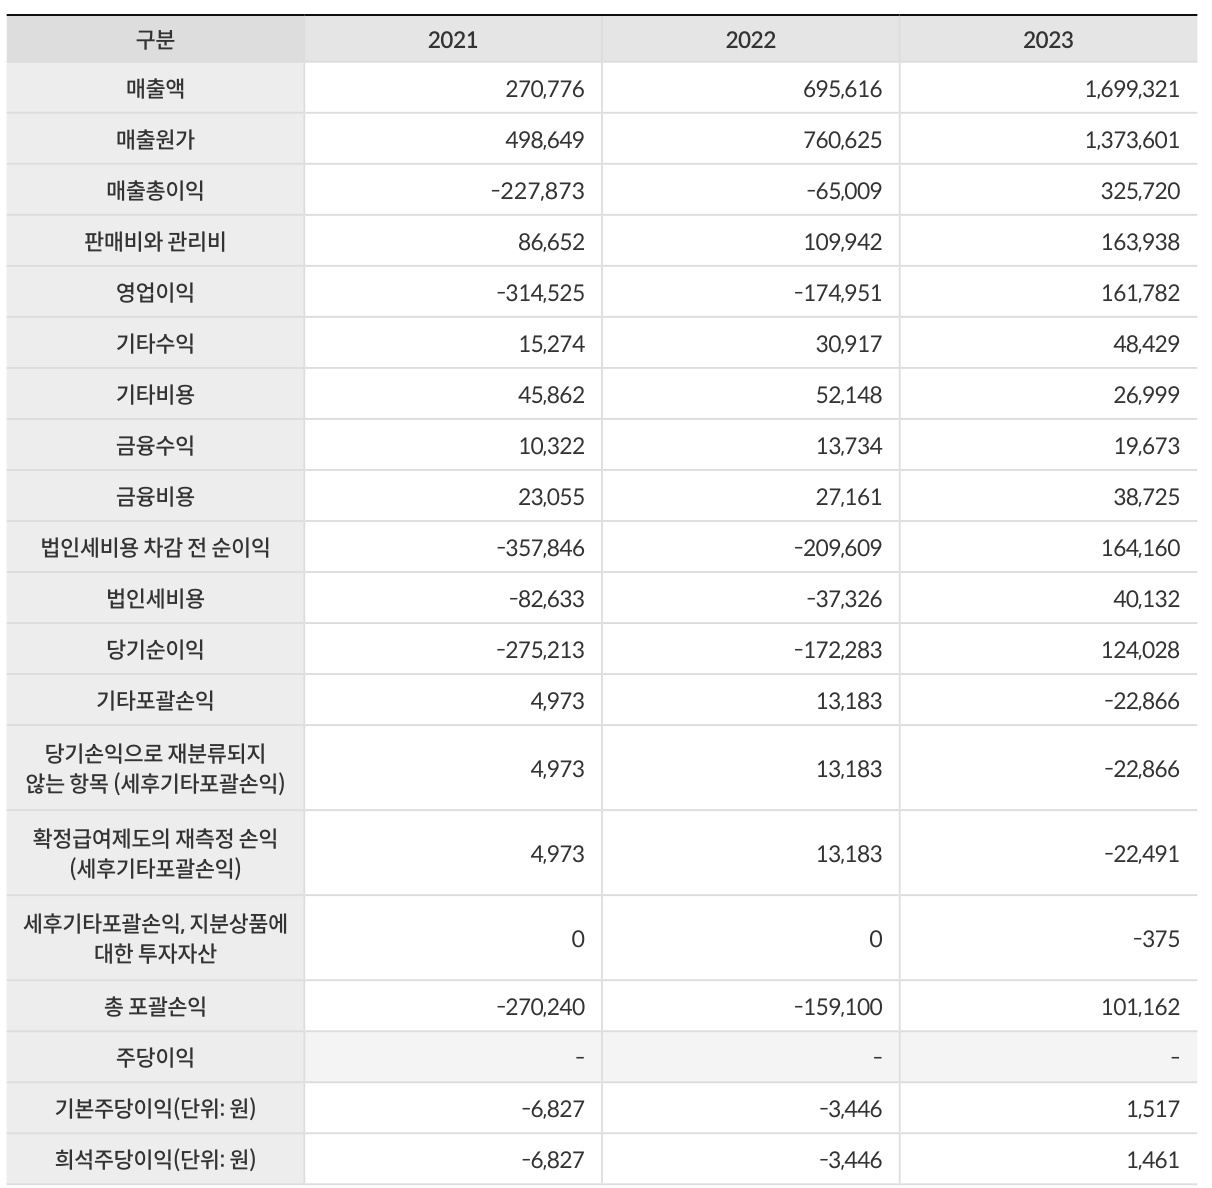 구분 2021 2022 2023
매출액 270,776 695,616 1,699,321
매출원가 498,649 760,625 1,373,601
매출총이익 -227,873 -65,009 325,720
판매비와 관리비 86,652 109,942 163,938
영업이익 -314,525 -174,951 161,782
기타수익 15,274 30,917 48,429
기타비용 45,862 52,148 26,999
금융수익 10,322 13,734 19,673
금융비용 23,055 27,161 38,725
법인세비용 차감 전 순이익 -357,846 -209,609 164,160
법인세비용 -82,633 -37,326 40,132
당기순이익 -275,213 -172,283 124,028
기타포괄손익 4,973 13,183 -22,866
당기손익으로 재분류되지
않는 항목 (세후기타포괄손익) 4,973 13,183 -22,866
확정급여제도의 재측정 손익
(세후기타포괄손익) 4,973 13,183 -22,491
세후기타포괄손익, 지분상품에
대한 투자자산 0 0 -375
총 포괄손익 -270,240 -159,100 101,162
주당이익 - - -
기본주당이익(단위: 원) -6,827 -3,446 1,517
희석주당이익(단위: 원) -6,827 -3,446 1,461